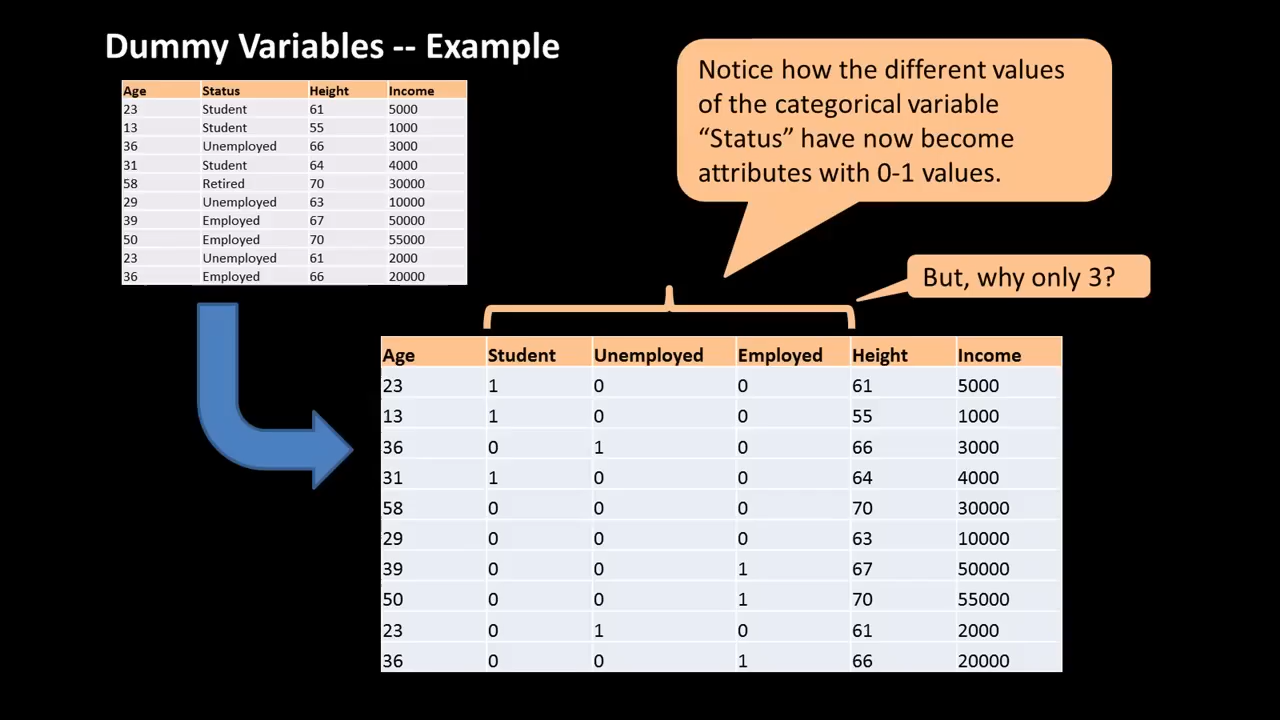 Dummy Variables -- Example
Age Status Height Income
23 Student 61 5000
13 Student 55 1000
36 Unemployed 66 3000
31 Student 64 4000
58 Retired 70 30000
29 Unemployed 63 10000
39 Employed 67 50000
50 Employed 70 55000
23 Unemployed 61 2000
36 Employed 66 20000
Notice how the different values
of the categorical variable
“Status” have now become
attributes with 0-1 values.
But, why only 3?
Age Student Unemployed Employed Height Income
23 1 0 0 61 5000
13 1 0 0 55 1000
36 0 1 0 66 3000
31 1 0 0 64 4000
58 0 0 0 70 30000
29 0 0 0 63 10000
39 0 0 1 67 50000
50 0 0 1 70 55000
23 0 1 0 61 2000
36 0 0 1 66 20000